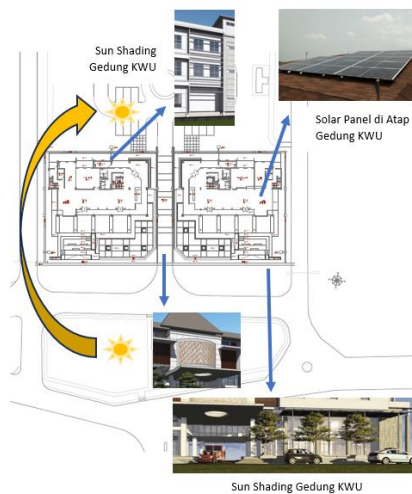 Sun Shading
Gedung KWU
Solar Panel di Atap
Gedung KWU
Sun Shading Gedung KWU